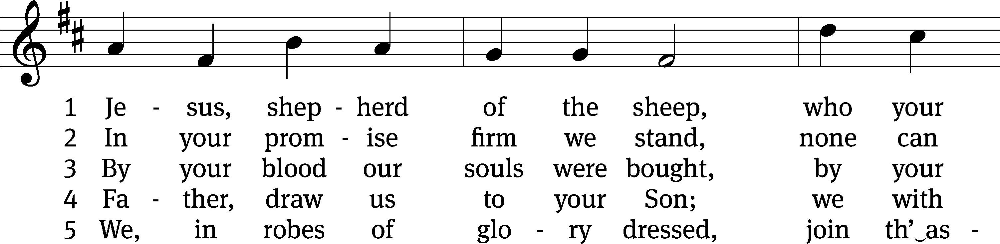 1 Je - sus, shep - herd of the sheep, who your
2 In your prom - ise firm we stand, none can
3 By your blood our souls were bought, by your
4 Fa - ther, draw us to your Son; we with
5 We, in robes of glo - ry dressed, join th’‿as -